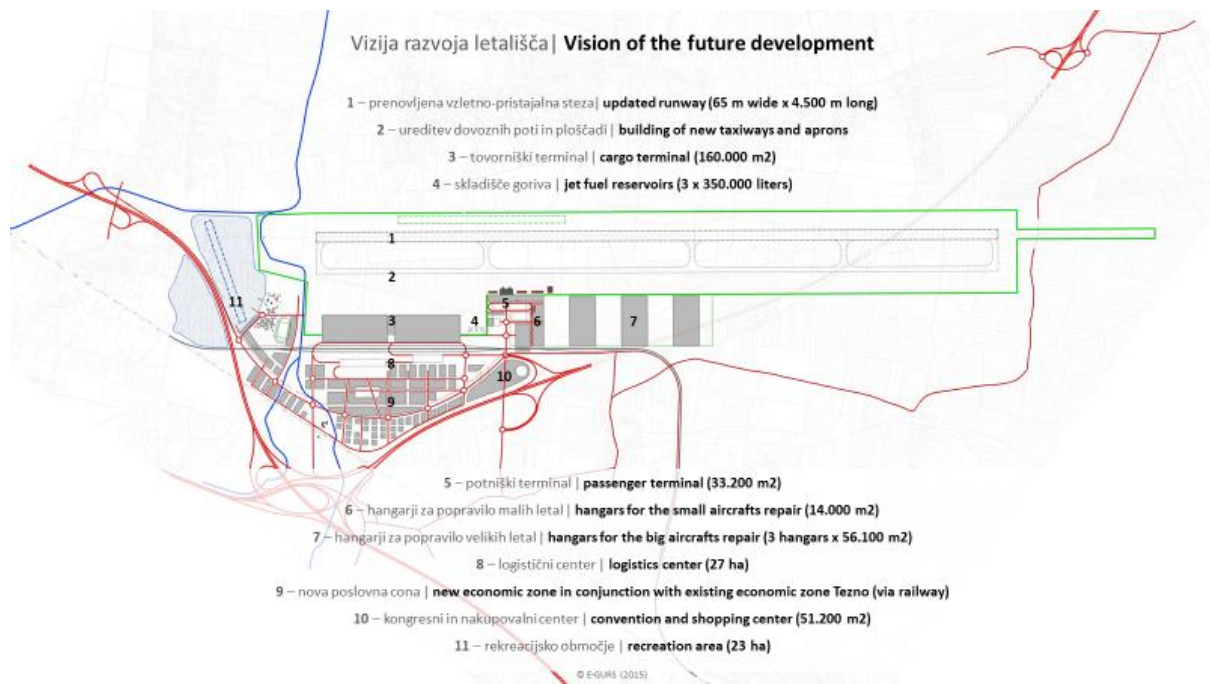 Vizija razvoja letališča| Vision of the future development
1 – prenovljena vzletno-pristajalna steza| updated runway (65 m wide x 4.500 m long)
2 – ureditev dovoznih poti in ploščadi | building of new taxiways and aprons
3 – tovorniški terminal | cargo terminal (160.000 m2)
4 – skladišče goriva | jet fuel reservoirs (3 x 350.000 liters)
1
2
11
3
4
5
6
7
8
10
9
5 – potniški terminal | passenger terminal (33.200 m2)
6 – hangarji za popravilo malih letal | hangars for the small aircrafts repair (14.000 m2)
7 – hangarji za popravilo velikih letal | hangars for the big aircrafts repair (3 hangars x 56.100 m2)
8 – logistični center | logistics center (27 ha)
9 – nova poslovna cona | new economic zone in conjunction with existing economic zone Tezno (via railway)
10 – kongresni in nakupovalni center | convention and shopping center (51.200 m2)
11 – rekreacijsko območje | recreation area (23 ha)
© E-GURS (2015)